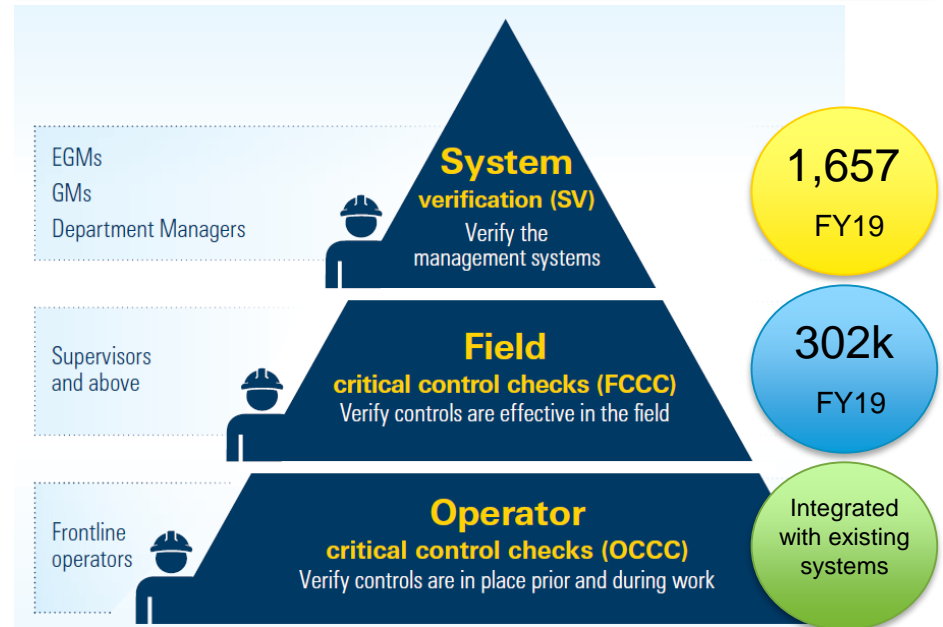 EGMs
GMs
Department Managers
System
verification (SV)
Verify the
management systems
1,657
FY19
Supervisors
and above
Field
critical control checks (FCCC)
Verify controls are effective in the field
302k
FY19
Frontline
operators
Operator
critical control checks (OCCC)
Verify controls are in place prior and during work
Integrated
with existing
systems